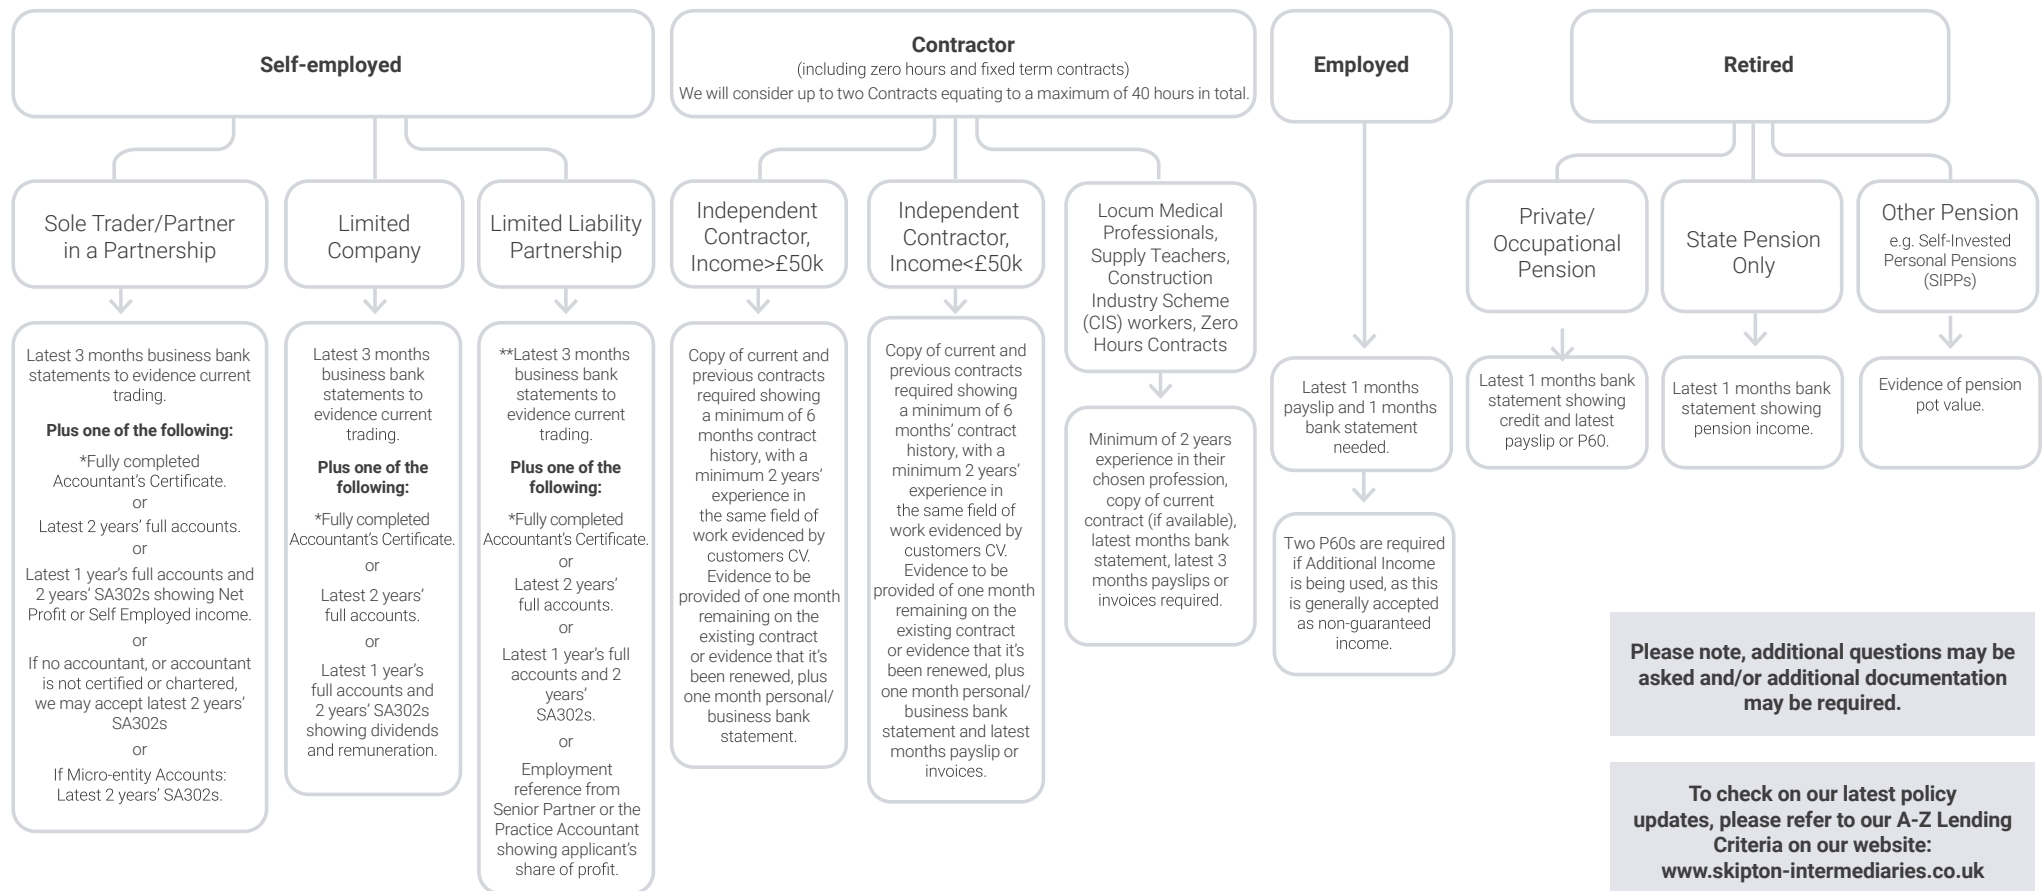 Self-employed
Contractor
(including zero hours and fixed term contracts)
We will consider up to two Contracts equating to a maximum of 40 hours in total.
Employed
Retired
Sole Trader/Partner
in a Partnership
Limited
Company
Limited Liability
Partnership
Independent
Contractor,
Income>£50k
Independent
Contractor,
Income<£50k
Locum Medical
Professionals,
Supply Teachers,
Construction
Industry Scheme
(CIS) workers, Zero
Hours Contracts
Private/
Occupational
Pension
State Pension
Only
Other Pension
e.g. Self-Invested
Personal Pensions
(SIPPs)
Latest 3 months business bank
statements to evidence current
trading.
Plus one of the following:
*Fully completed
Accountant's Certificate.
or
Latest 2 years' full accounts.
or
Latest 1 year's full accounts and
2 years' SA302s showing Net
Profit or Self Employed income.
or
If no accountant, or accountant
is not certified or chartered,
we may accept latest 2 years'
SA302s
or
If Micro-entity Accounts:
Latest 2 years' SA302s.
Latest 3 months
business bank
statements to
evidence current
trading.
Plus one of the
following:
*Fully completed
Accountant's Certificate.
or
Latest 2 years'
full accounts.
or
Latest 1 year's
full accounts and
2 years' SA302s
showing dividends
and remuneration.
**Latest 3 months
business bank
statements to
evidence current
trading.
Plus one of the
following:
*Fully completed
Accountant's Certificate.
or
Latest 2 years'
full accounts.
or
Latest 1 year's full
accounts and 2
years'
SA302s.
or
Employment
reference from
Senior Partner or the
Practice Accountant
showing applicant's
share of profit.
Copy of current and
previous contracts
required showing
a minimum of 6
months contract
history, with a
minimum 2 years'
experience in
the same field of
work evidenced by
customers CV.
Evidence to be
provided of one month
remaining on the
existing contract
or evidence that it's
been renewed, plus
one month personal/
business bank
statement.
Copy of current and
previous contracts
required showing
a minimum of 6
months' contract
history, with a
minimum 2 years'
experience in
the same field of
work evidenced by
customers CV.
Evidence to be
provided of one month
remaining on the
existing contract
or evidence that it's
been renewed, plus
one month personal/
business bank
statement and latest
months payslip or
invoices.
Minimum of 2 years
experience in their
chosen profession,
copy of current
contract (if available),
latest months bank
statement, latest 3
months payslips or
invoices required.
Latest 1 months
payslip and 1 months
bank statement
needed.
Two P60s are required
if Additional Income
is being used, as this
is generally accepted
as non-guaranteed
income.
Latest 1 months bank
statement showing
credit and latest
payslip or P60.
Latest 1 months bank
statement showing
pension income.
Evidence of pension
pot value.
Please note, additional questions may be
asked and/or additional documentation
may be required.
To check on our latest policy
updates, please refer to our A-Z Lending
Criteria on our website:
www.skipton-intermediaries.co.uk